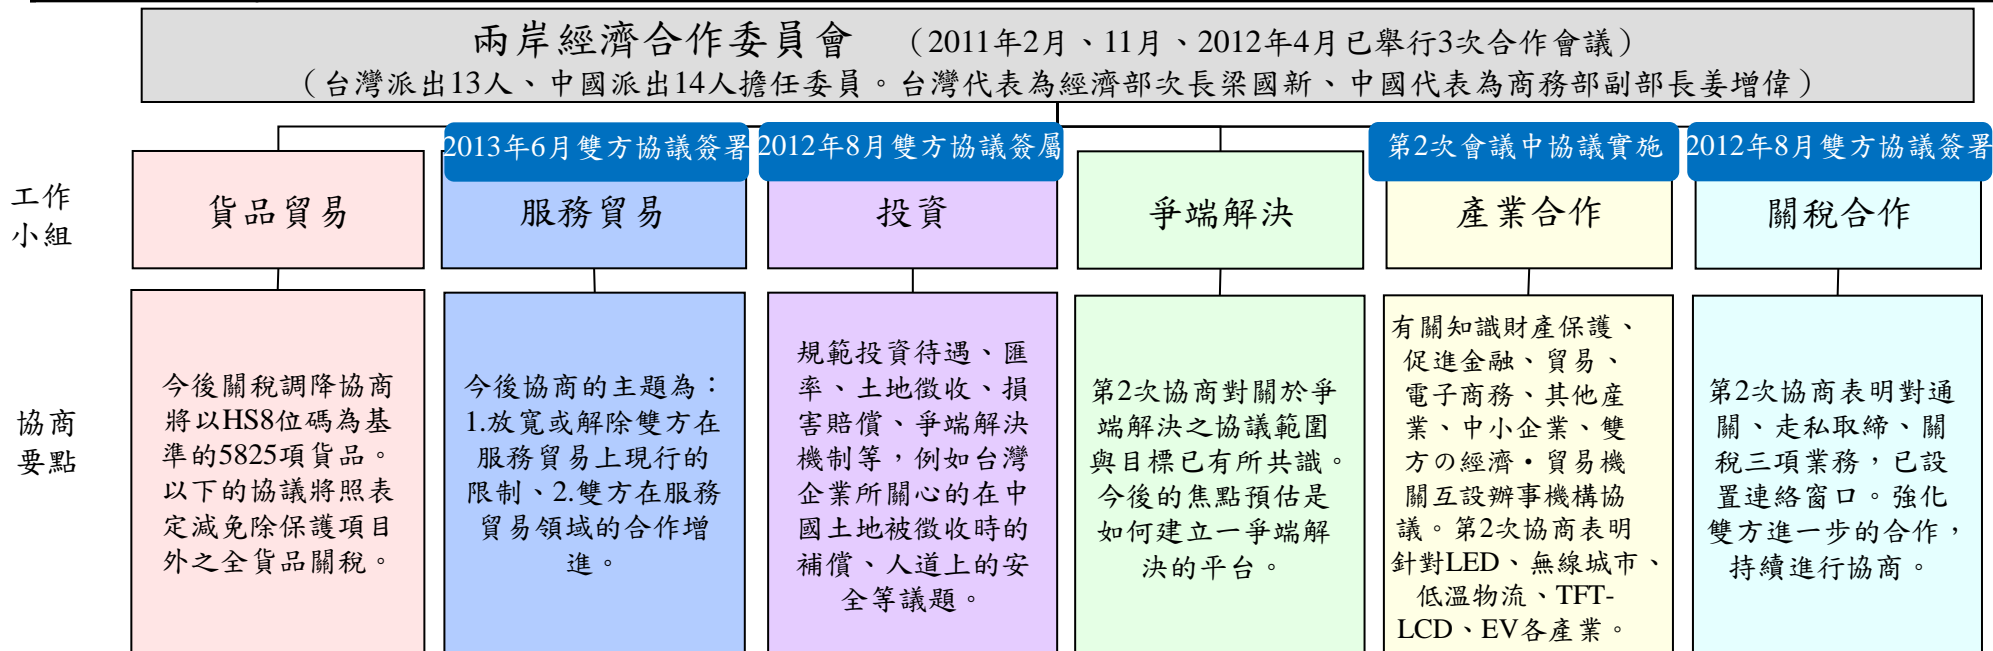 兩岸經濟合作委員會 （2011年2月、11月、2012年4月已舉行3次合作會議）
（台灣派出13人、中國派出14人擔任委員。台灣代表為經濟部次長梁國新、中國代表為商務部副部長姜增偉）
2013年6月雙方協議簽署
2012年8月雙方協議簽屬
第2次會議中協議實施
2012年8月雙方協議簽署
工作
小組
貨品貿易
服務貿易
投資
爭端解決
產業合作
關稅合作
協商
要點
今後關稅調降協商
將以HS8位碼為基
準的5825項貨品。
以下的協議將照表
定減免除保護項目
外之全貨品關稅。
今後協商的主題為：
1.放寬或解除雙方在
服務貿易上現行的
限制、2.雙方在服務
貿易領域的合作增
進。
規範投資待遇、匯
率、土地徵收、損
害賠償、爭端解決
機制等，例如台灣
企業所關心的在中
國土地被徵收時的
補償、人道上的安
全等議題。
第2次協商對關於爭
端解決之協議範圍
與目標已有所共識。
今後的焦點預估是
如何建立一爭端解
決的平台。
有關知識財產保護、
促進金融、貿易、
電子商務、其他產
業、中小企業、雙
方の經濟・貿易機
關互設辦事機構協
議。第2次協商表明
針對LED、無線城市、
低溫物流、TFT-
LCD、EV各產業。
第2次協商表明對通
關、走私取締、關
稅三項業務，已設
置連絡窗口。強化
雙方進一步的合作，
持續進行協商。